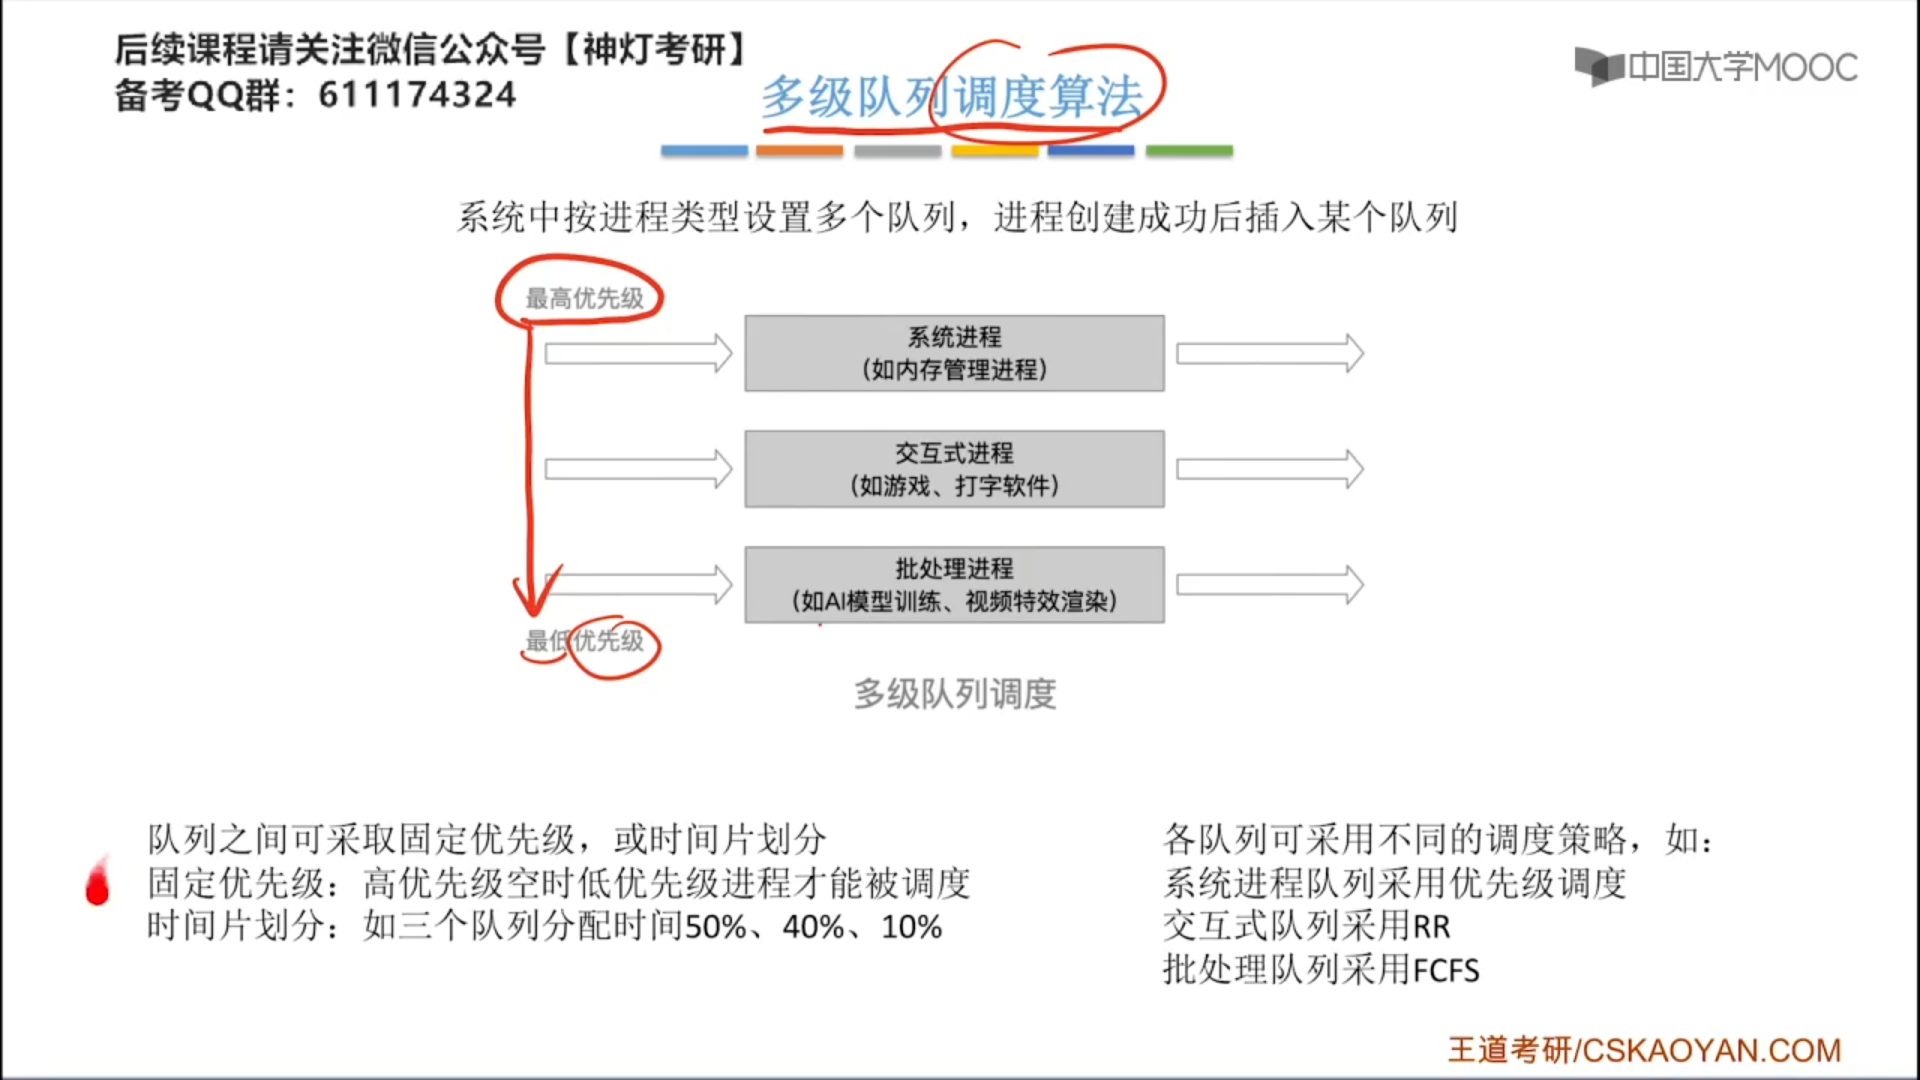 后续课程请关注微信公众号【神灯考研】
备考QQ群：611174324
中国大学MOOC
多级队列调度算法
系统中按进程类型设置多个队列，进程创建成功后插入某个队列
最高优先级
系统进程
（如内存管理进程）
交互式进程
（如游戏、打字软件）
批处理进程
（如AI模型训练、视频特效渲染）
最低优先级
多级队列调度
队列之间可采取固定优先级，或时间片划分
固定优先级：高优先级空时低优先级进程才能被调度
时间片划分：如三个队列分配时间50%、40%、10%
各队列可采用不同的调度策略，如：
系统进程队列采用优先级调度
交互式队列采用RR
批处理队列采用FCFS
王道考研/CSKAOYAN.COM